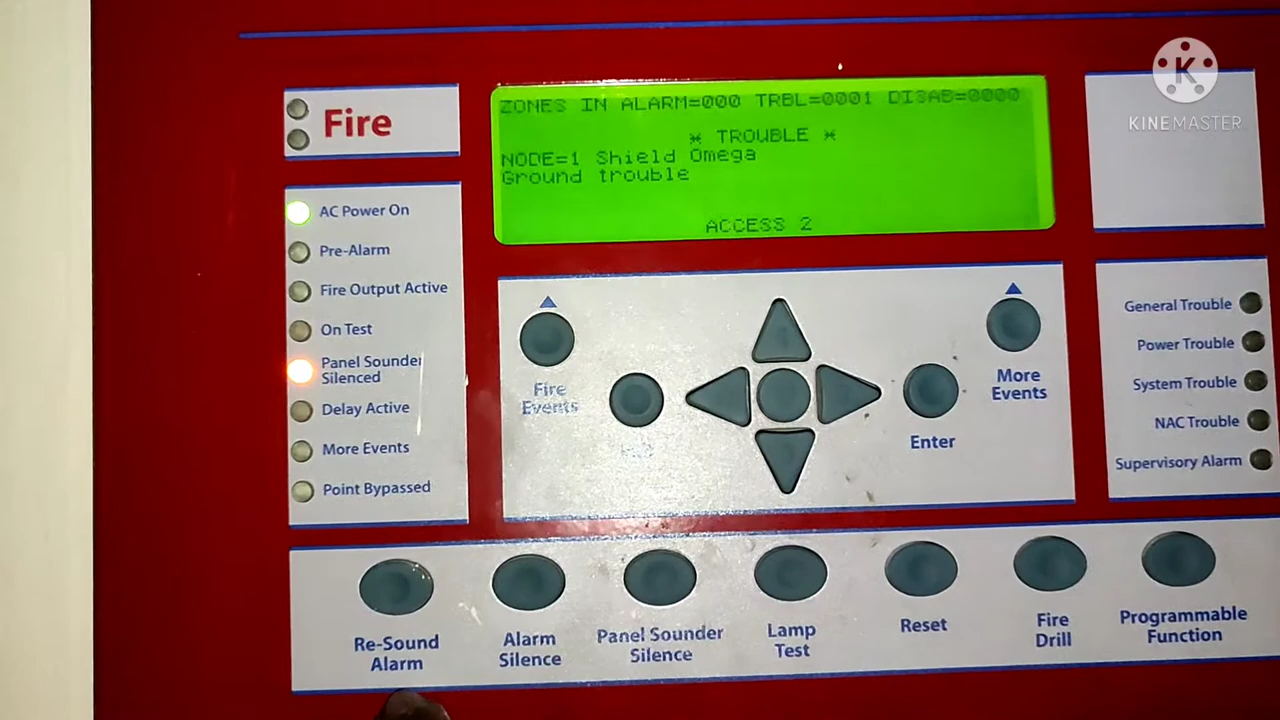 ZONES IN ALARM=000 TRBL=0001 DISAB=0000
* TROUBLE *
NODE=1 Shield Omega
Ground trouble
ACCESS 2
Fire
AC Power On
Pre-Alarm
Fire Output Active
On Test
Panel Sounder
Silenced
Delay Active
More Events
Point Bypassed
Fire
Events
Enter
More
Events
General Trouble
Power Trouble
System Trouble
NAC Trouble
Supervisory Alarm
Re-Sound
Alarm
Alarm
Silence
Panel Sounder
Silence
Lamp
Test
Reset
Fire
Drill
Programmable
Function
K
KINEMASTER